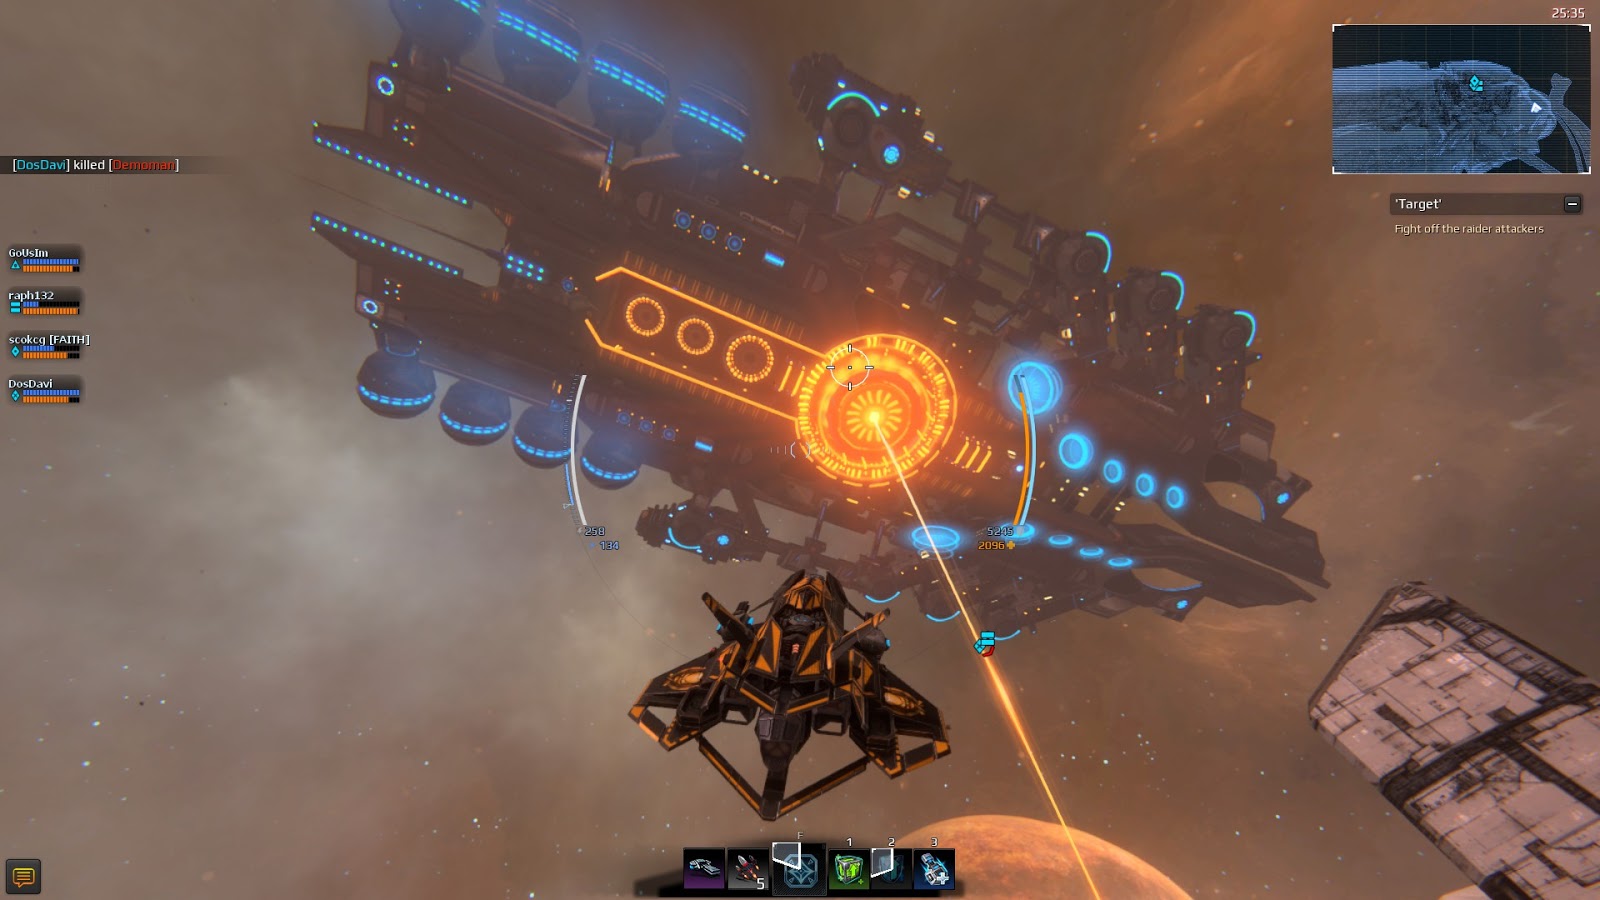 25:35
[DosDavi] killed [Demoman]
'Target'
Fight off the raider attackers
GoUsIm
raph132
scokcg [FAITH]
DosDavi
258
134
5245
2096
F
1
2
3
5